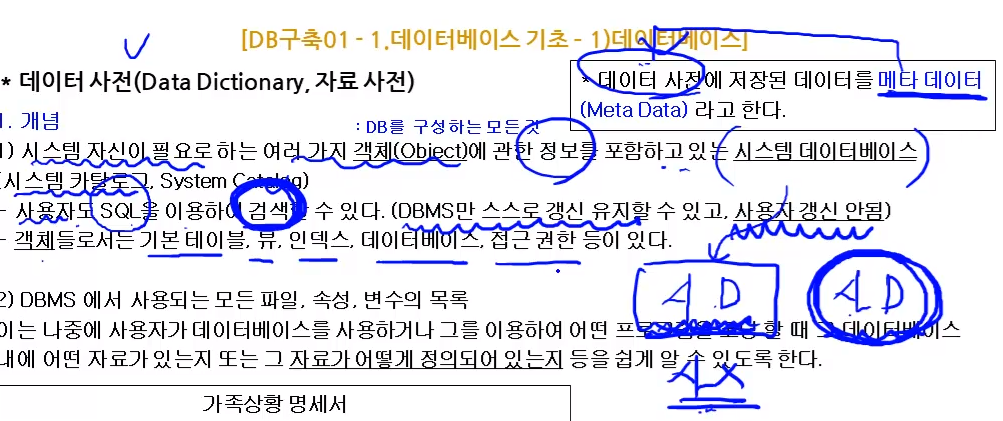 [DB구축01 - 1.데이터베이스 기초 - 1)데이터베이스]
* 데이터 사전(Data Dictionary, 자료 사전)
* 데이터 사전에 저장된 데이터를 메타 데이터
(Meta Data) 라고 한다.
1. 개념
: DB를 구성하는 모든 것
1) 시스템 자신이 필요로 하는 여러 가지 객체(Object)에 관한 정보를 포함하고 있는 시스템 데이터베이스
(시스템 카탈로그, System Catalog)
- 사용자도 SQL을 이용하여 검색할 수 있다. (DBMS만 스스로 갱신 유지할 수 있고, 사용자 갱신 안됨)
- 객체들로서는 기본 테이블, 뷰, 인덱스, 데이터베이스, 접근 권한 등이 있다.
2) DBMS 에서 사용되는 모든 파일, 속성, 변수의 목록
이는 나중에 사용자가 데이터베이스를 사용하거나 그를 이용하여 어떤 할 때 그 데이터베이스
내에 어떤 자료가 있는지 또는 그 자료가 어떻게 정의되어 있는지 등을 쉽게 알 수 있도록 한다.
가족상황 명세서